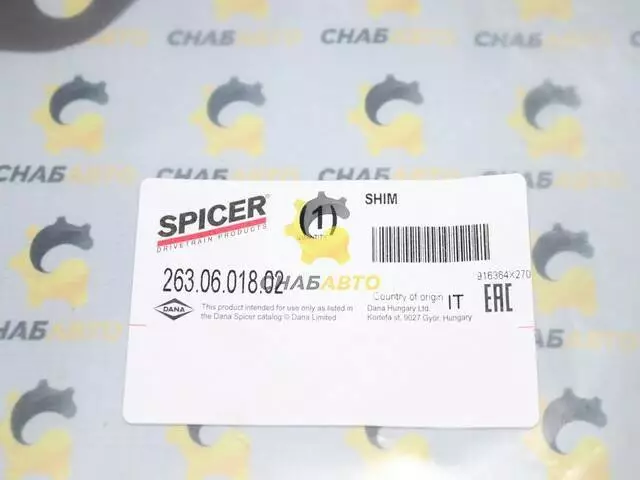 СНАБАВТО СНАБАВТО
СНАБАВТО СНАБАВТО
SPICER®
DRIVETRAIN PRODUCTS
(1)
SHIM
916364X270
263.06.018.02
СНАБАВТО
DANA
This product intended for use only as listed in
the Dana Spicer catalog © Dana Limited
Country of origin IT
Dana Hungary Ltd.
Kortefa st, 9027 Győr, Hungary
EAC